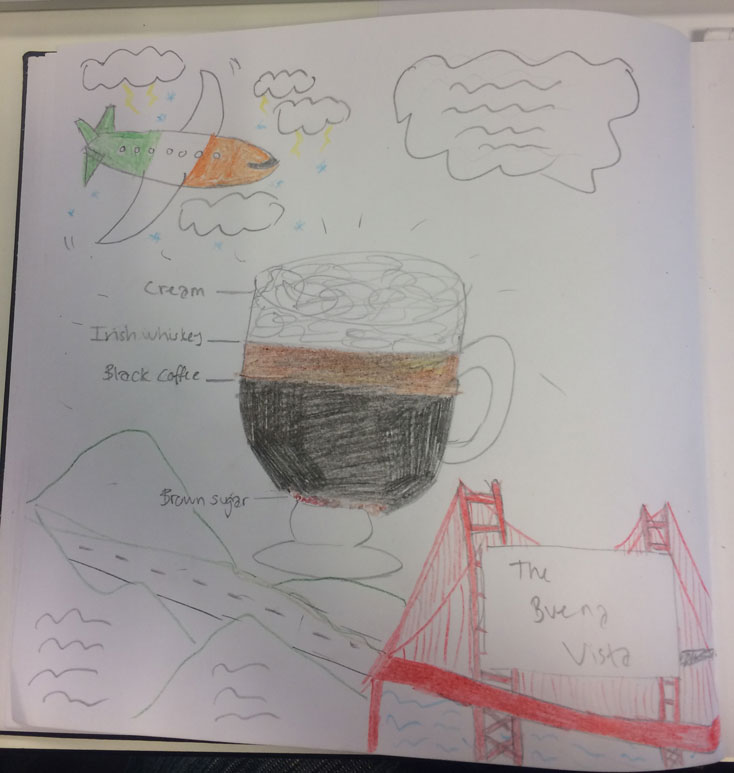 Cream
Irish whiskey
Black Coffee
Brown sugar
The
Buena
Vista